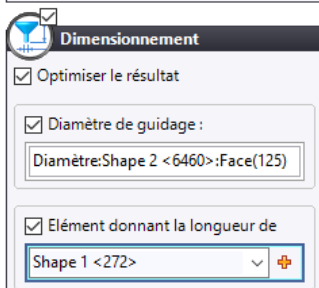 Dimensionnement
Optimiser le résultat
Diamètre de guidage :
Diamètre:Shape 2 <6460>:Face(125)
Elément donnant la longueur de
Shape 1 <272>